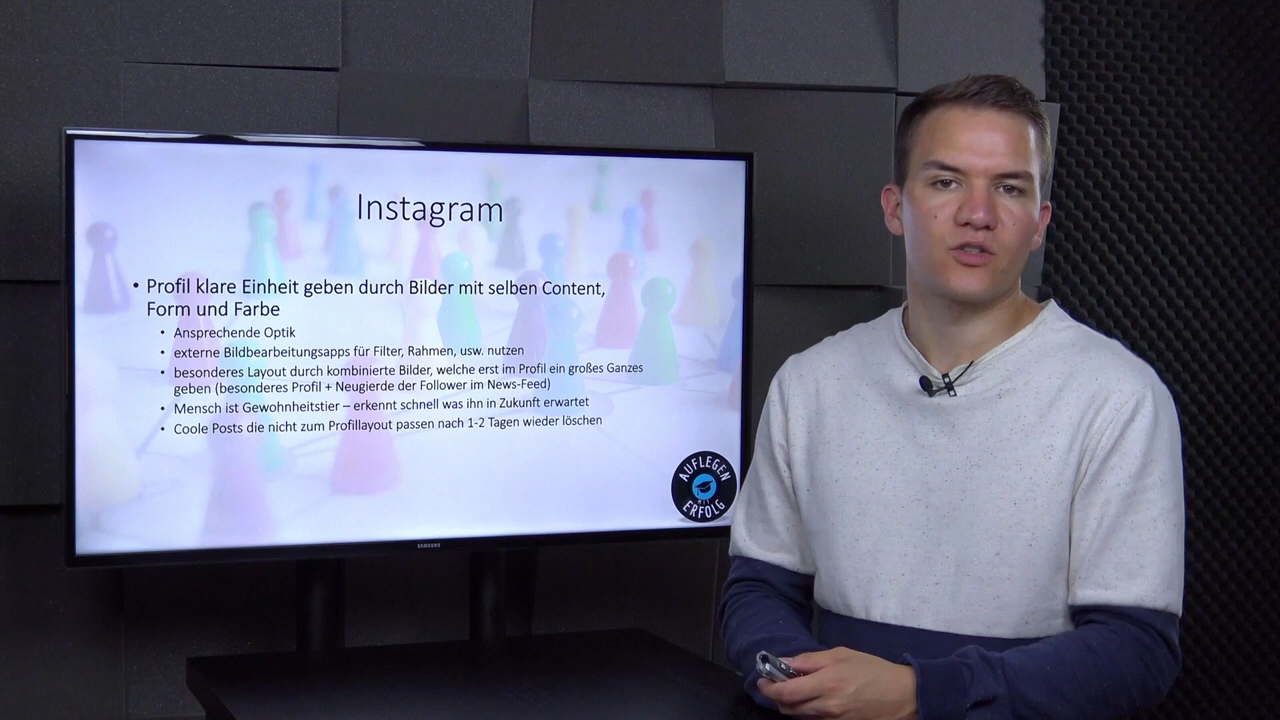 Instagram
• Profil klare Einheit geben durch Bilder mit selben Content,
Form und Farbe
• Ansprechende Optik
• externe Bildbearbeitungsapps für Filter, Rahmen, usw. nutzen
• besonderes Layout durch kombinierte Bilder, welche erst im Profil ein großes Ganzes
geben (besonderes Profil + Neugierde der Follower im News-Feed)
• Mensch ist Gewohnheitstier – erkennt schnell was ihn in Zukunft erwartet
• Coole Posts die nicht zum Profillayout passen nach 1-2 Tagen wieder löschen
AUFLEGEN
mit
ERFOLG
SAMSUNG